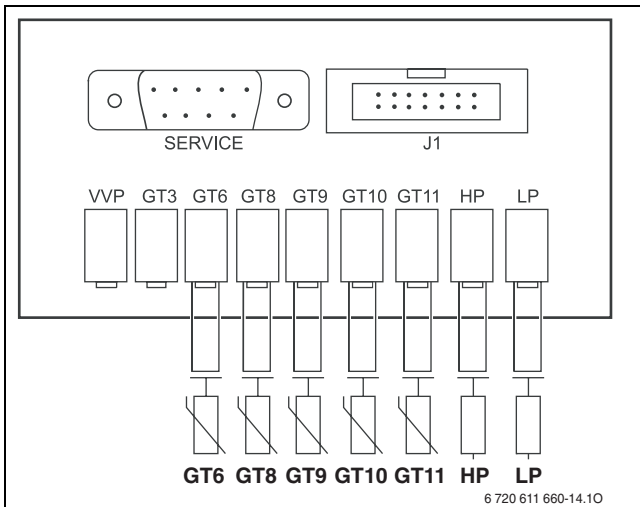 SERVICE J1
VVP GT3 GT6 GT8 GT9 GT10 GT11 HP LP
GT6 GT8 GT9 GT10 GT11 HP LP
6 720 611 660-14.1O